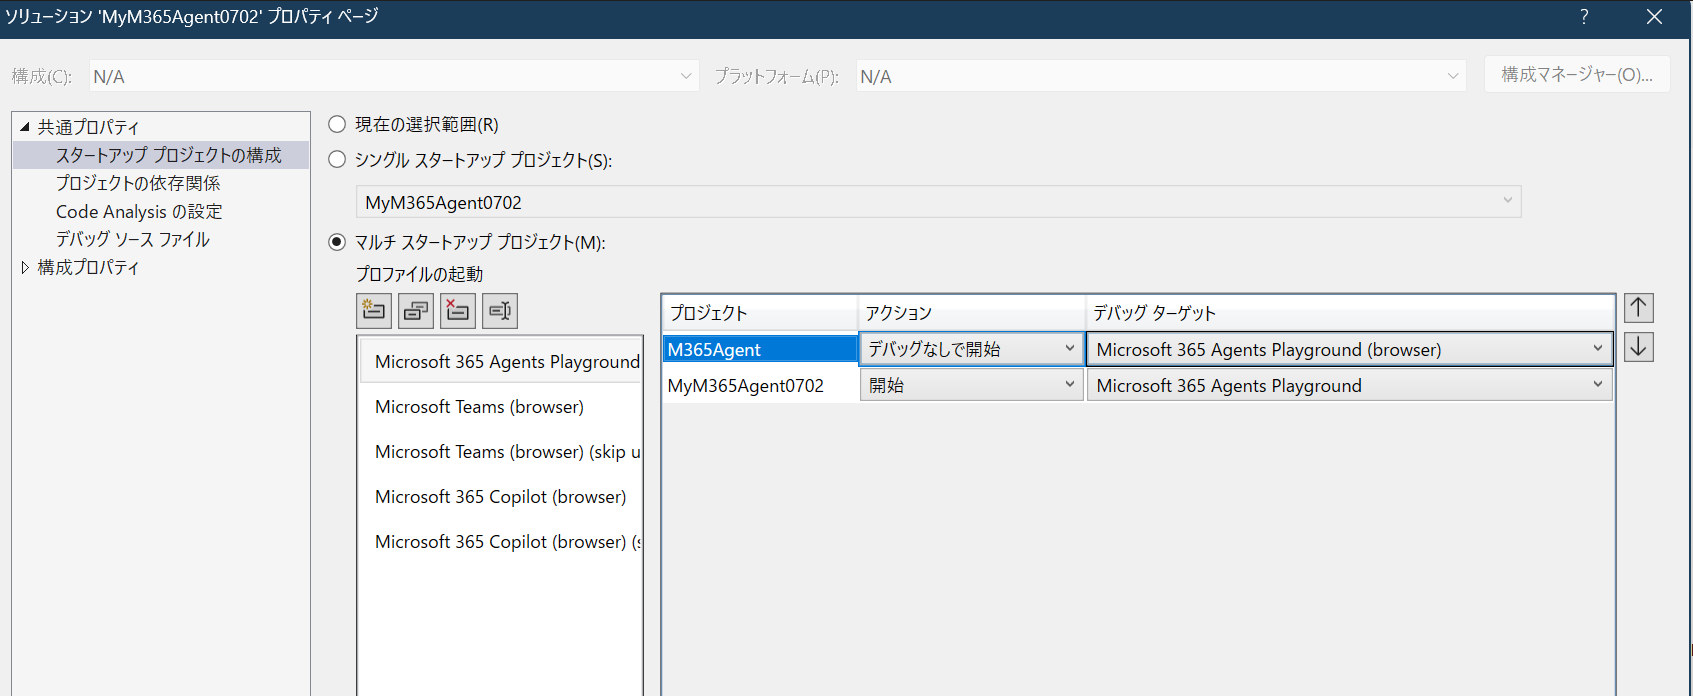 ソリューション 'MyM365Agent0702' プロパティ ページ
構成(C): N/A プラットフォーム(P): N/A 構成マネージャー(O)...
共通プロパティ
スタートアップ プロジェクトの構成
プロジェクトの依存関係
Code Analysis の設定
デバッグ ソース ファイル
構成プロパティ
現在の選択範囲(R)
シングル スタートアップ プロジェクト(S):
MyM365Agent0702
マルチ スタートアップ プロジェクト(M):
プロファイルの起動
Microsoft 365 Agents Playground
Microsoft Teams (browser)
Microsoft Teams (browser) (skip u
Microsoft 365 Copilot (browser)
Microsoft 365 Copilot (browser) (s
プロジェクト アクション デバッグ ターゲット
M365Agent デバッグなしで開始 Microsoft 365 Agents Playground (browser)
MyM365Agent0702 開始 Microsoft 365 Agents Playground